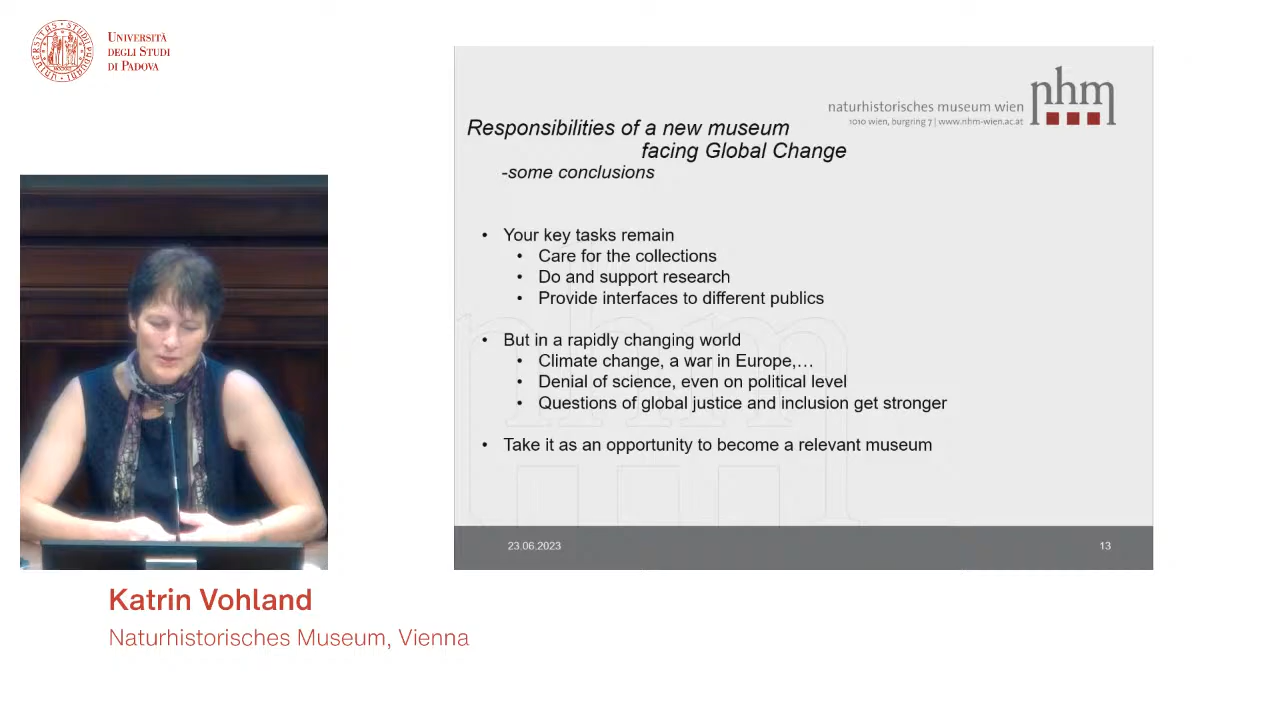 UNIVERSITÀ
DEGLI STUDI
DI PADOVA
naturhistorisches museum wien
1010 wien, burgring 7 | www.nhm-wien.ac.at
nhm
Responsibilities of a new museum
facing Global Change
-some conclusions
• Your key tasks remain
• Care for the collections
• Do and support research
• Provide interfaces to different publics
• But in a rapidly changing world
• Climate change, a war in Europe,…
• Denial of science, even on political level
• Questions of global justice and inclusion get stronger
• Take it as an opportunity to become a relevant museum
23.06.2023
13
Katrin Vohland
Naturhistorisches Museum, Vienna